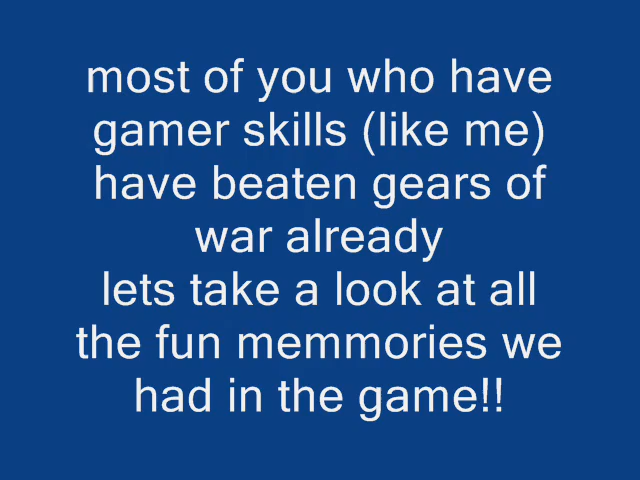 most of you who have
gamer skills (like me)
have beaten gears of
war already
lets take a look at all
the fun memmories we
had in the game!!